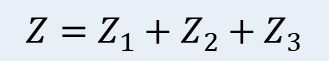 Z = Z₁ + Z₂ + Z₃